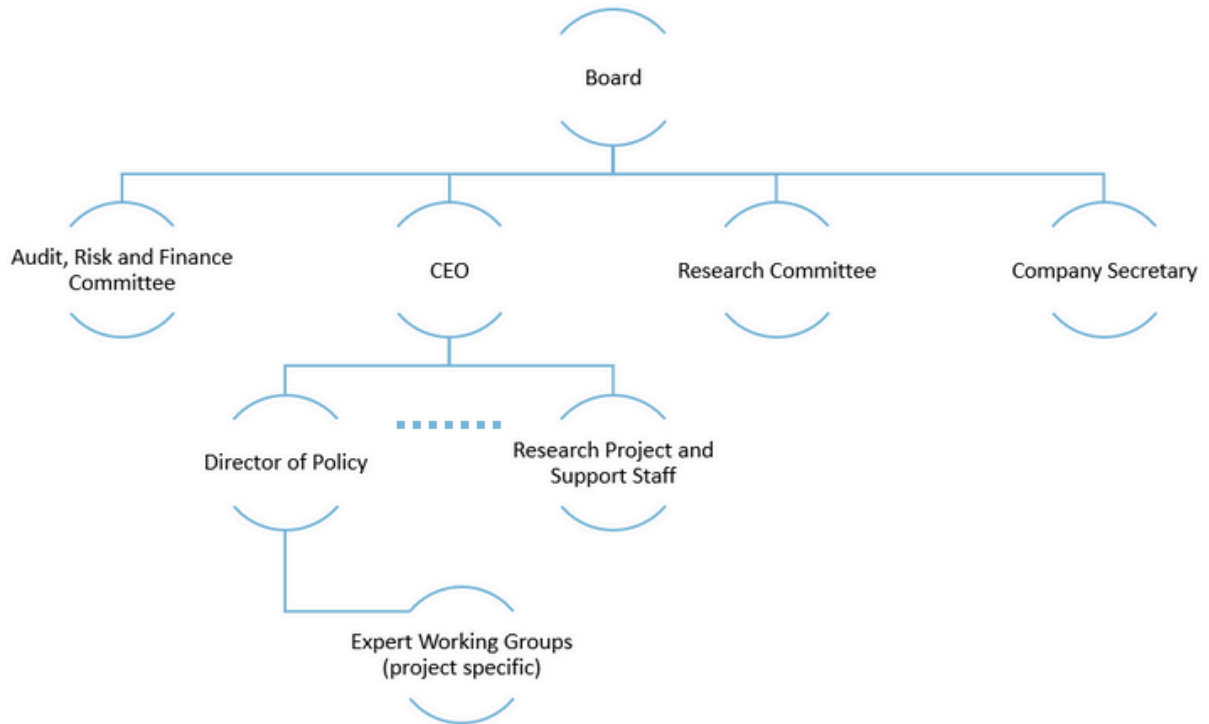 Board
Audit, Risk and Finance
Committee
CEO
Research Committee
Company Secretary
Director of Policy
Research Project and
Support Staff
Expert Working Groups
(project specific)